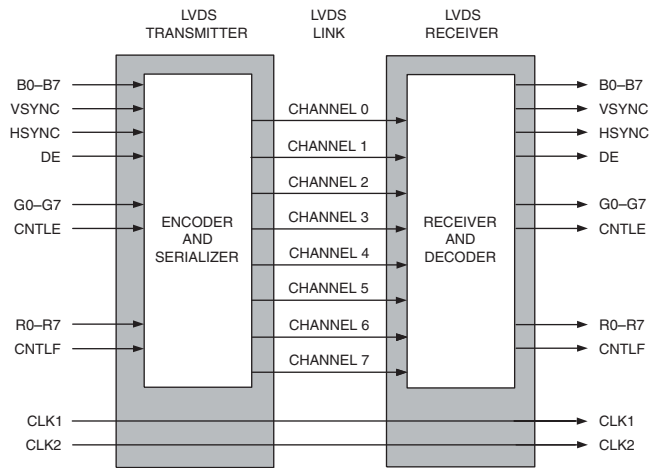 LVDS
TRANSMITTER
LVDS
LINK
LVDS
RECEIVER
B0–B7
VSYNC
HSYNC
DE
G0–G7
CNTLE
R0–R7
CNTLF
CLK1
CLK2
ENCODER
AND
SERIALIZER
CHANNEL 0
CHANNEL 1
CHANNEL 2
CHANNEL 3
CHANNEL 4
CHANNEL 5
CHANNEL 6
CHANNEL 7
RECEIVER
AND
DECODER
B0–B7
VSYNC
HSYNC
DE
G0–G7
CNTLE
R0–R7
CNTLF
CLK1
CLK2